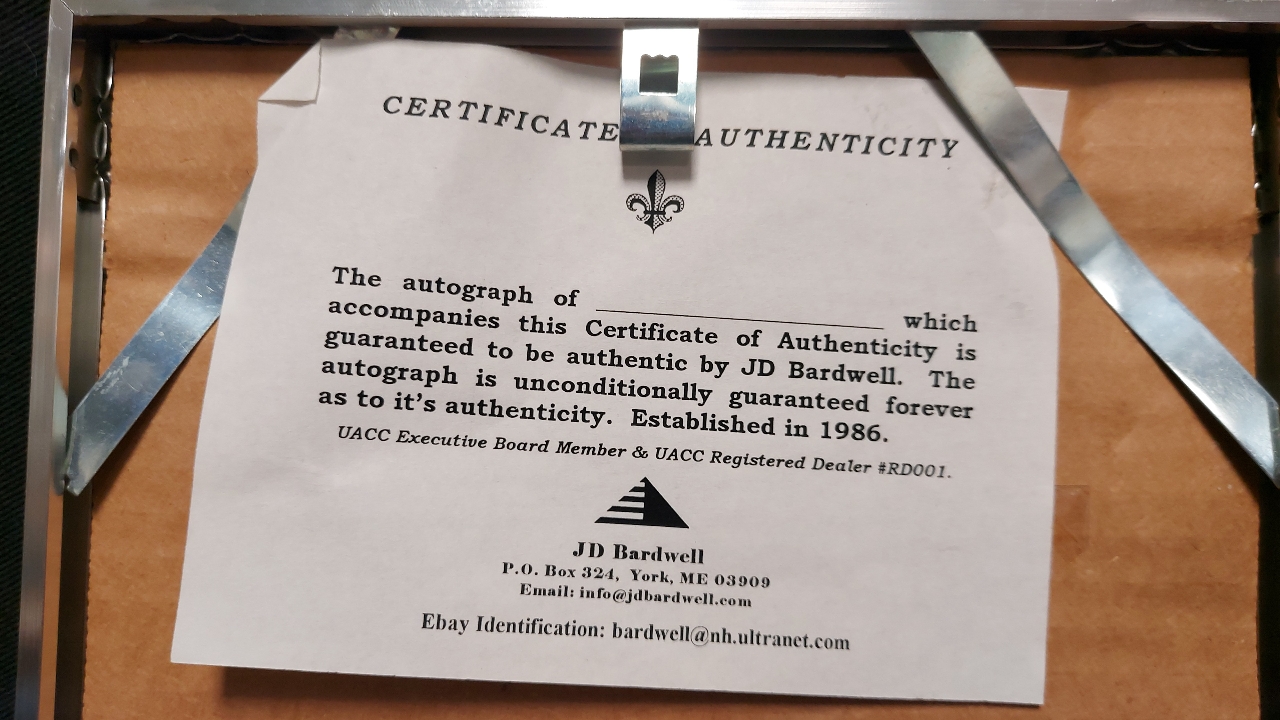 CERTIFICATE AUTHENTICITY
The autograph of ____________________ which
accompanies this Certificate of Authenticity is
guaranteed to be authentic by JD Bardwell. The
autograph is unconditionally guaranteed forever
as to it's authenticity. Established in 1986.
UACC Executive Board Member & UACC Registered Dealer #RD001.
JD Bardwell
P.O. Box 324, York, ME 03909
Email: info@jdbardwell.com
Ebay Identification: bardwell@nh.ultranet.com